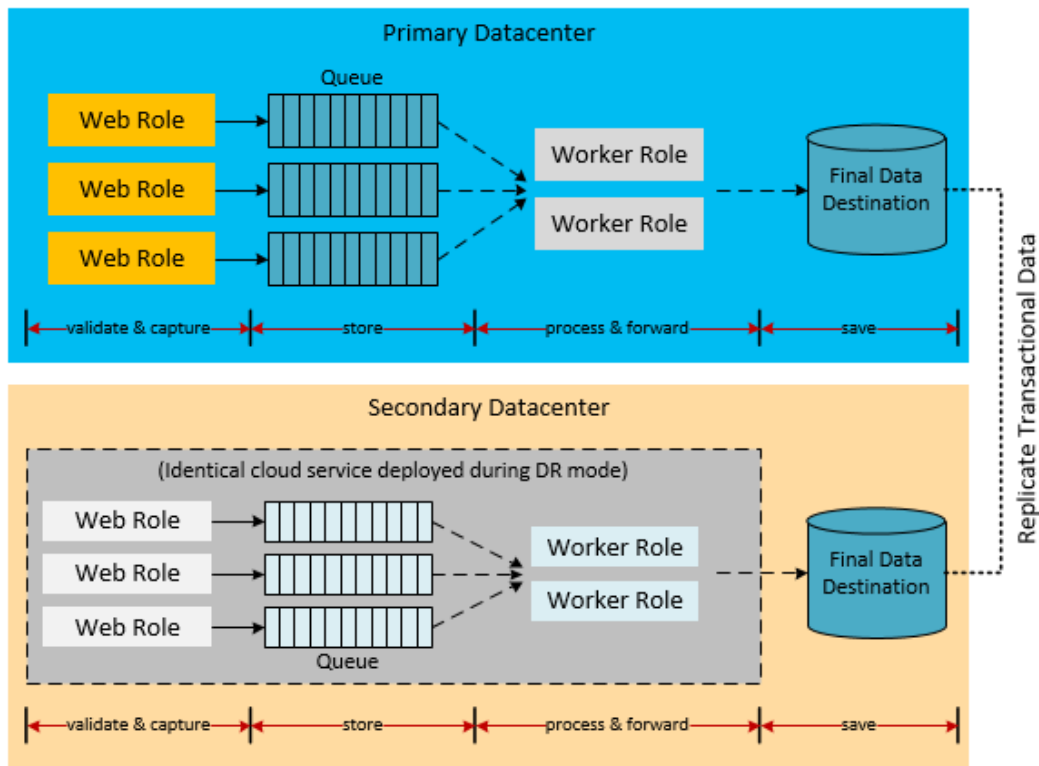 Primary Datacenter
Queue
Web Role
Web Role
Web Role
Worker Role
Worker Role
Final Data
Destination
validate & capture
store
process & forward
save
Replicate Transactional Data
Secondary Datacenter
(Identical cloud service deployed during DR mode)
Web Role
Web Role
Web Role
Queue
Worker Role
Worker Role
Final Data
Destination
validate & capture
store
process & forward
save